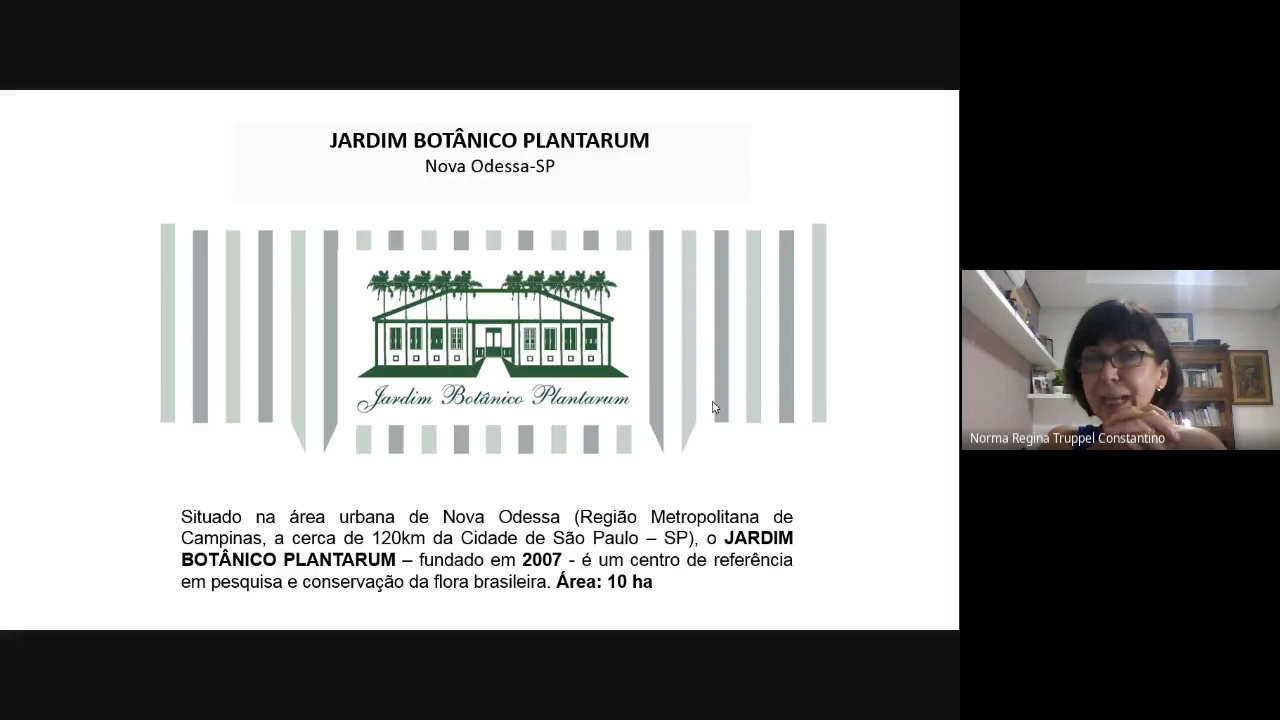 JARDIM BOTÂNICO PLANTARUM
Nova Odessa-SP
Jardim Botânico Plantarum
Situado na área urbana de Nova Odessa (Região Metropolitana de
Campinas, a cerca de 120km da Cidade de São Paulo – SP), o JARDIM
BOTÂNICO PLANTARUM – fundado em 2007 - é um centro de referência
em pesquisa e conservação da flora brasileira. Área: 10 ha
Norma Regina Truppel Constantino